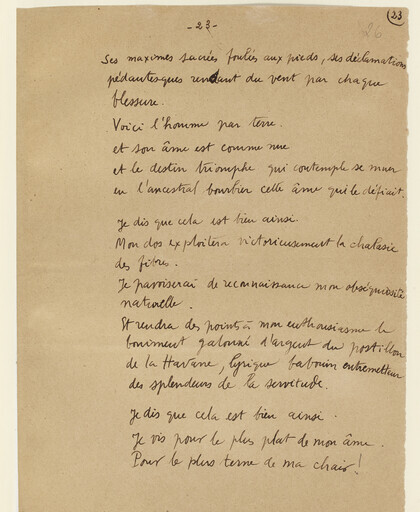 - 23 -
23
26
Ses maximes sacrées foulées aux pieds, ses déclamations
pédantesques rendant du vent par chaque
blessure.
Voici l'homme par terre.
et son âme est comme nue
et le destin triomphe qui contemple se muer
en l'ancestral bourbier cette âme qui le défiait.
Je dis que cela est bien ainsi.
Mon dos exploitera victorieusement la chalasie
des fibres.
Je pavoiserai de reconnaissance mon obséquiosité
naturelle.
Et rendra des points à mon enthousiasme le
boniment galonné d'argent du postillon
de la Havane, lyrique babouin entremetteur
des splendeurs de la servitude.
Je dis que cela est bien ainsi.
Je vis pour le plus plat de mon âme.
Pour le plus terne de ma chair!